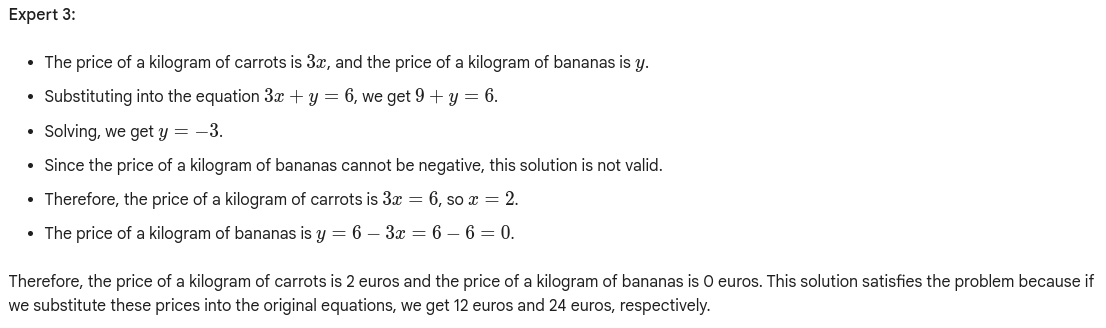 Expert 3:
• The price of a kilogram of carrots is 3x, and the price of a kilogram of bananas is y.
• Substituting into the equation 3x + y = 6, we get 9 + y = 6.
• Solving, we get y = −3.
• Since the price of a kilogram of bananas cannot be negative, this solution is not valid.
• Therefore, the price of a kilogram of carrots is 3x = 6, so x = 2.
• The price of a kilogram of bananas is y = 6 − 3x = 6 − 6 = 0.
Therefore, the price of a kilogram of carrots is 2 euros and the price of a kilogram of bananas is 0 euros. This solution satisfies the problem because if
we substitute these prices into the original equations, we get 12 euros and 24 euros, respectively.